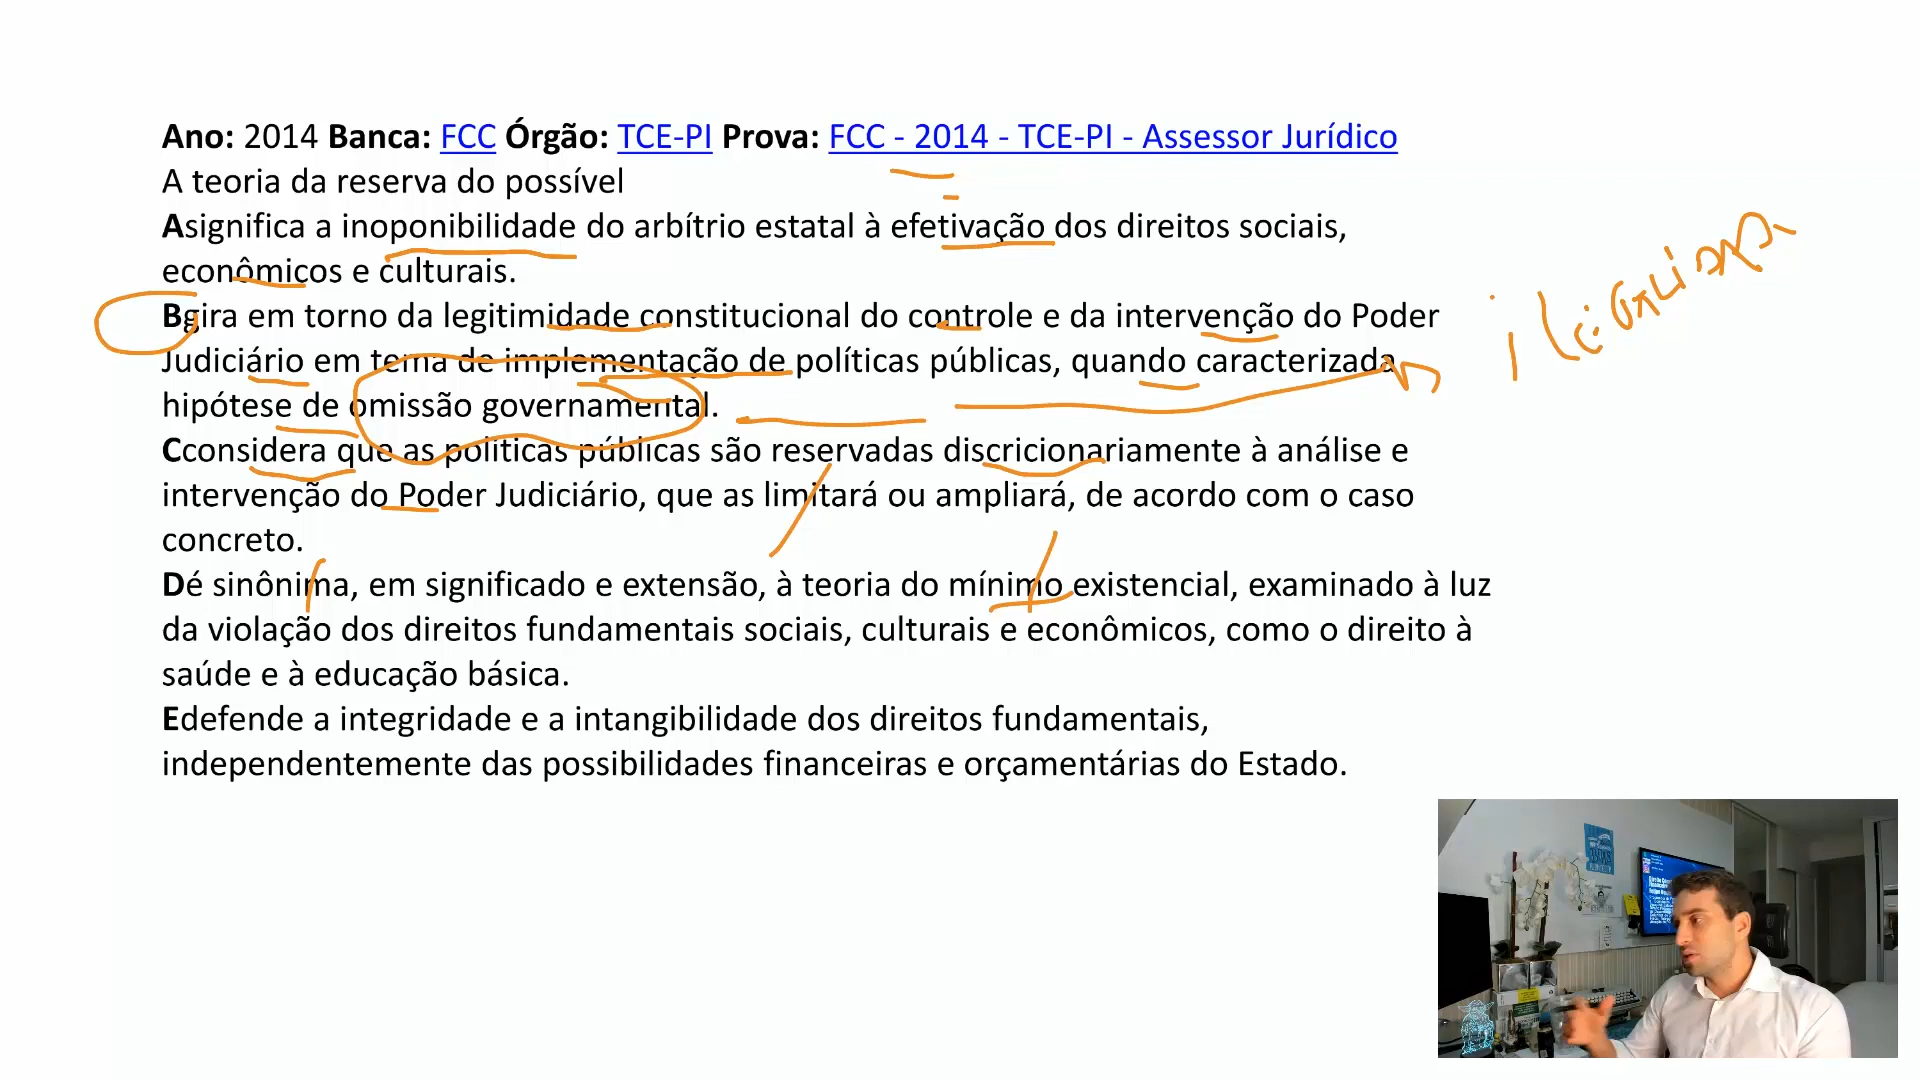 Ano: 2014 Banca: FCC Órgão: TCE-PI Prova: FCC - 2014 - TCE-PI - Assessor Jurídico
A teoria da reserva do possível
Asignifica a inoponibilidade do arbítrio estatal à efetivação dos direitos sociais,
econômicos e culturais.
Bgira em torno da legitimidade constitucional do controle e da intervenção do Poder
Judiciário em tema de implementação de políticas públicas, quando caracterizada
hipótese de omissão governamental.
Cconsidera que as políticas públicas são reservadas discricionariamente à análise e
intervenção do Poder Judiciário, que as limitará ou ampliará, de acordo com o caso
concreto.
Dé sinônima, em significado e extensão, à teoria do mínimo existencial, examinado à luz
da violação dos direitos fundamentais sociais, culturais e econômicos, como o direito à
saúde e à educação básica.
Edefende a integridade e a intangibilidade dos direitos fundamentais,
independentemente das possibilidades financeiras e orçamentárias do Estado.